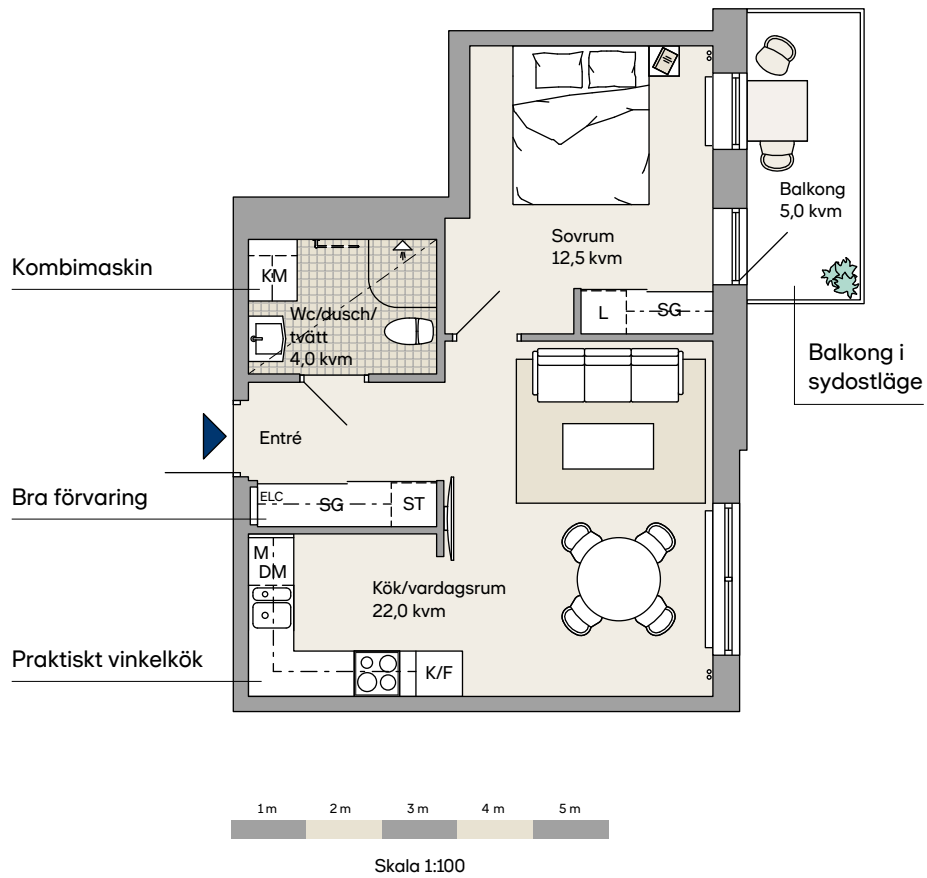 Balkong
5,0 kvm
Sovrum
12,5 kvm
Kombimaskin
KM
Wc/dusch/
tvätt
4,0 kvm
L
SG
Balkong i
sydostläge
Entré
Bra förvaring
ELC
SG
ST
M
DM
Kök/vardagsrum
22,0 kvm
Praktiskt vinkelkök
K/F
1 m
2 m
3 m
4 m
5 m
Skala 1:100